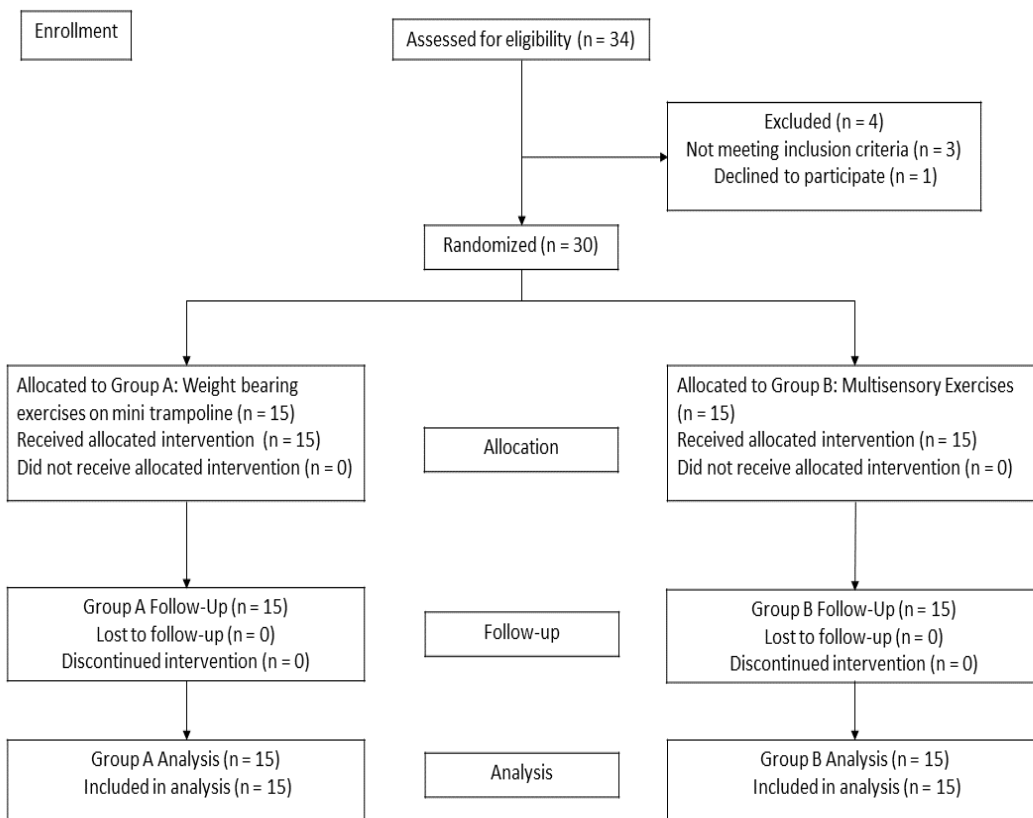 Enrollment
Assessed for eligibility (n = 34)
Excluded (n = 4)
Not meeting inclusion criteria (n = 3)
Declined to participate (n = 1)
Randomized (n = 30)
Allocated to Group A: Weight bearing
exercises on mini trampoline (n = 15)
Received allocated intervention (n = 15)
Did not receive allocated intervention (n = 0)
Allocation
Allocated to Group B: Multisensory Exercises
(n = 15)
Received allocated intervention (n = 15)
Did not receive allocated intervention (n = 0)
Group A Follow-Up (n = 15)
Lost to follow-up (n = 0)
Discontinued intervention (n = 0)
Follow-up
Group B Follow-Up (n = 15)
Lost to follow-up (n = 0)
Discontinued intervention (n = 0)
Group A Analysis (n = 15)
Included in analysis (n = 15)
Analysis
Group B Analysis (n = 15)
Included in analysis (n = 15)